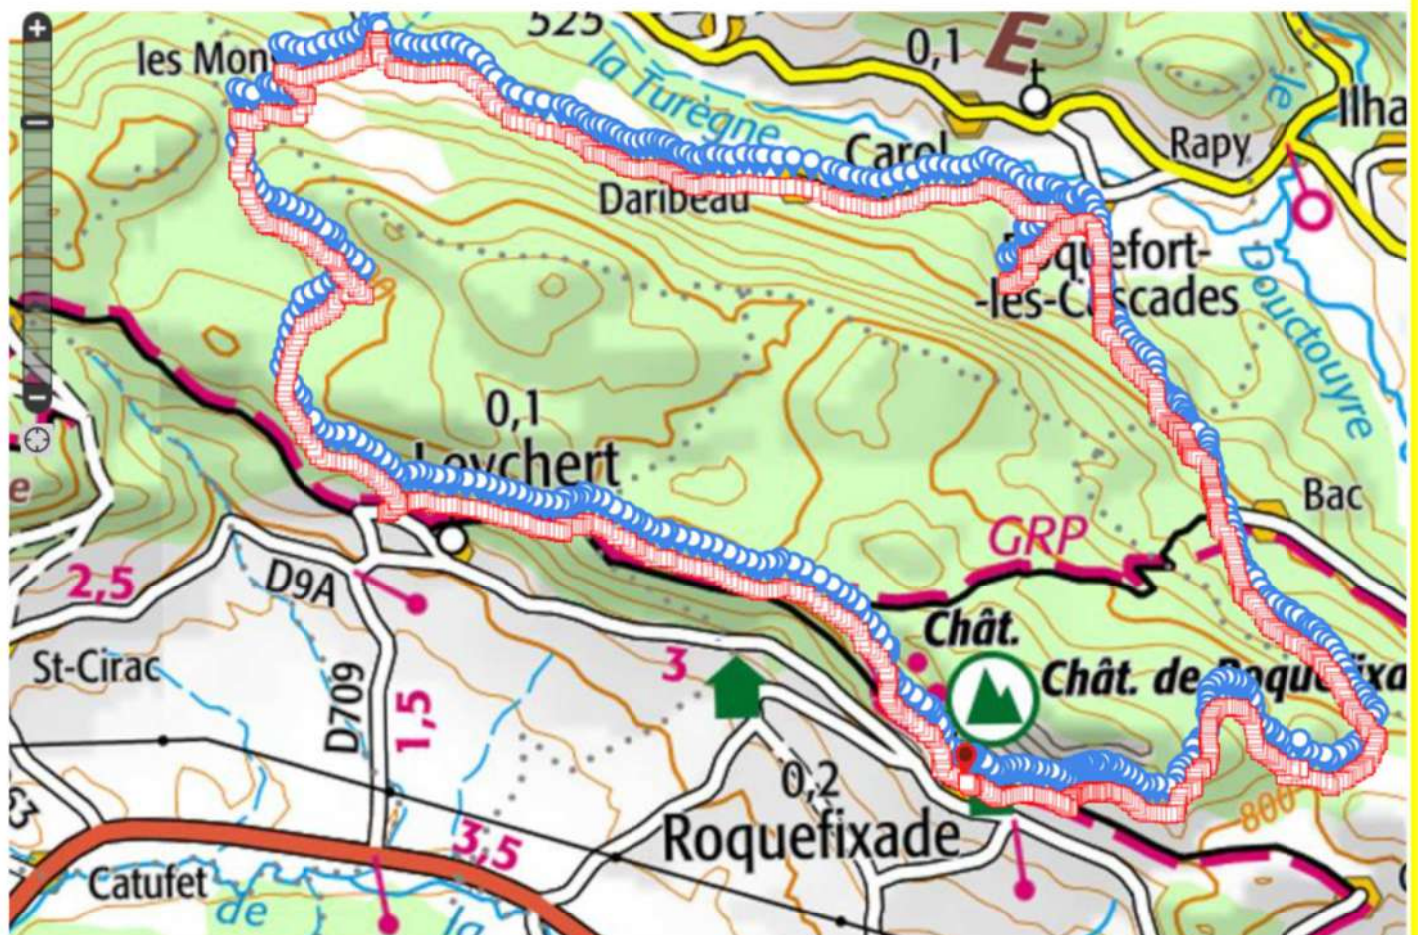 +
525
0,1
E
le
les Mon
la Turègne
Ilha
Rapy
Carol
Daribeau
Roquefort-
-les-Cascades
Douctouyre
0,1
Leychert
Bac
e
GRP
2,5
D9A
Chât.
St-Cirac
3
Chât. de Roquefixa
D709
1,5
0,2
800
63
Roquefixade
3,5
Catufet
de
la